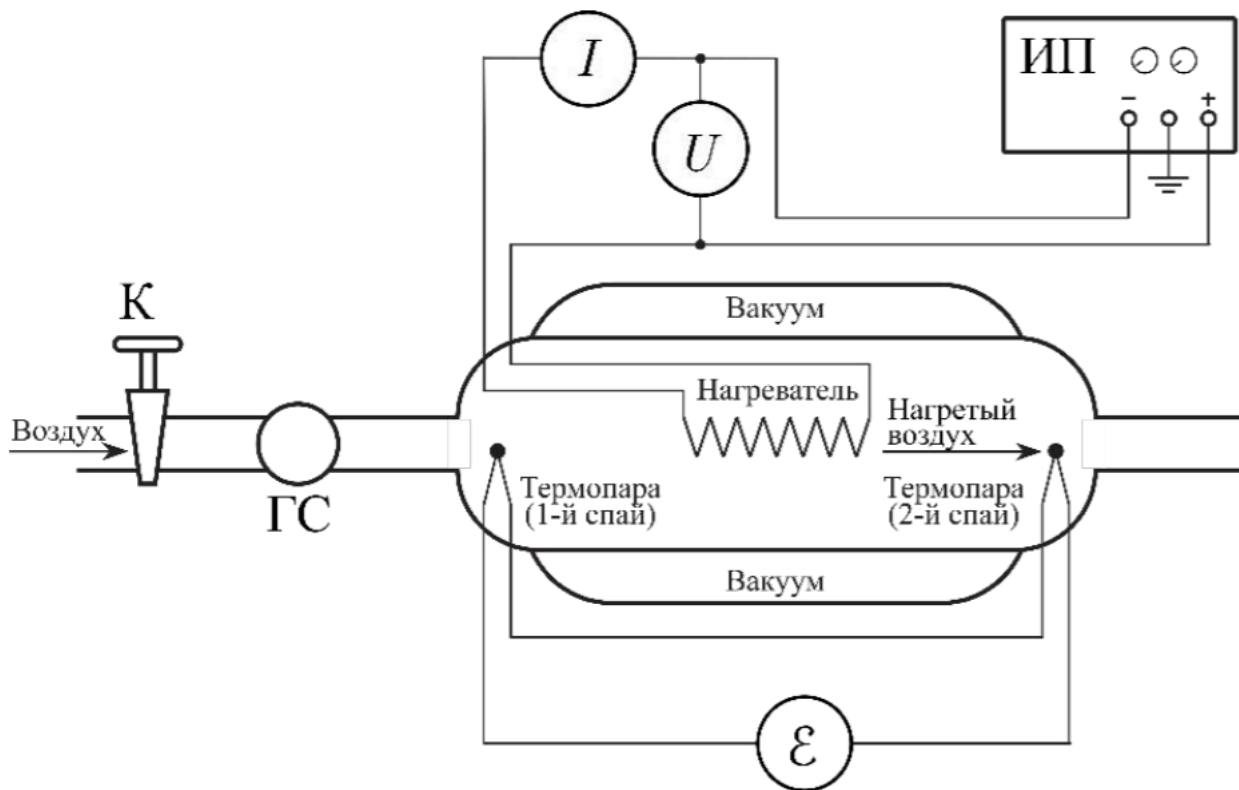 I
ИП
− +
U
К
Вакуум
Нагреватель
Воздух
Нагретый
воздух
ГС
Термопара
(1-й спай)
Термопара
(2-й спай)
Вакуум
ℰ